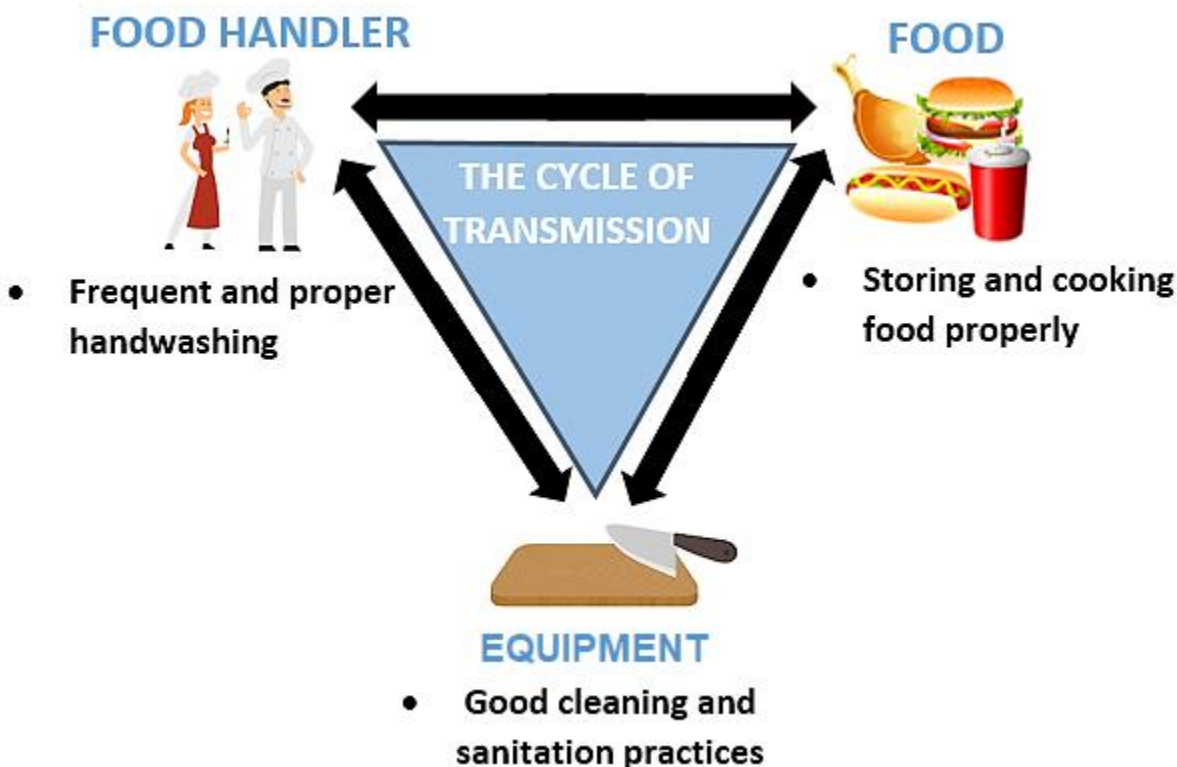 FOOD HANDLER
FOOD
THE CYCLE OF
TRANSMISSION
• Frequent and proper
handwashing
• Storing and cooking
food properly
EQUIPMENT
• Good cleaning and
sanitation practices